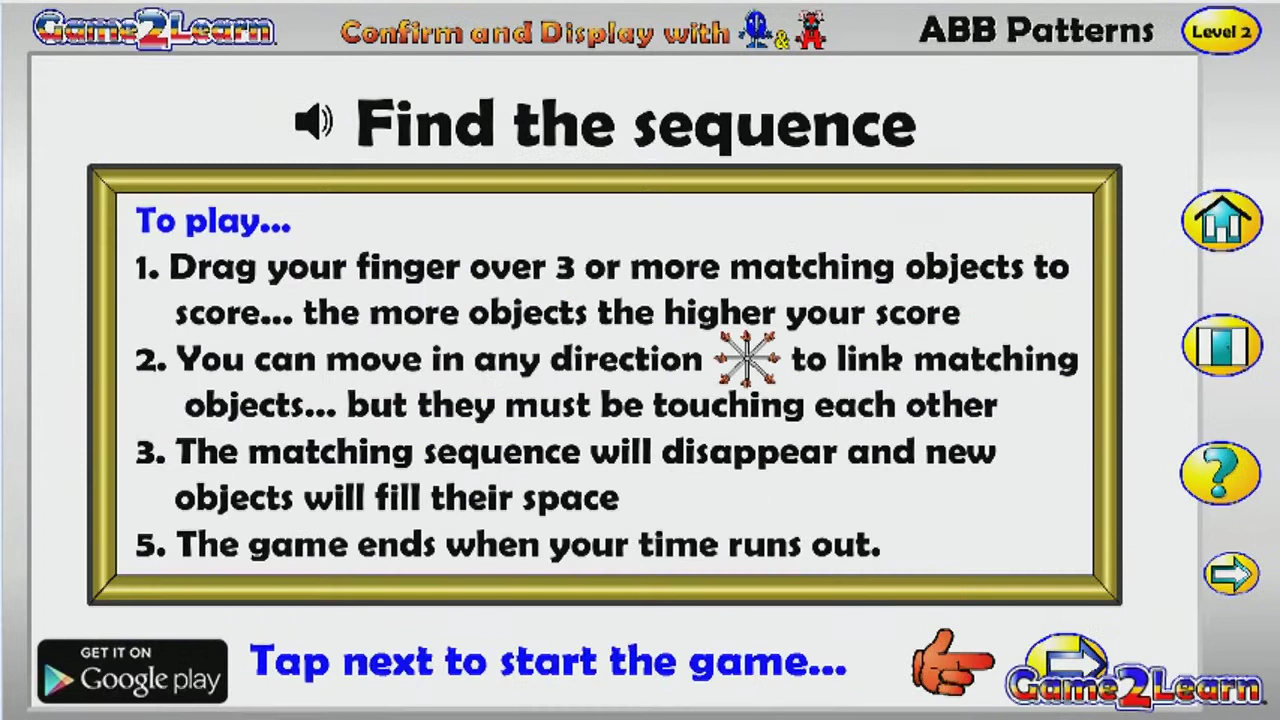 Game2Learn
Confirm and Display with & ABB Patterns Level 2
Find the sequence
To play...
1. Drag your finger over 3 or more matching objects to
score... the more objects the higher your score
2. You can move in any direction to link matching
objects... but they must be touching each other
3. The matching sequence will disappear and new
objects will fill their space
5. The game ends when your time runs out.
GET IT ON
Google play
Tap next to start the game...
Game2Learn